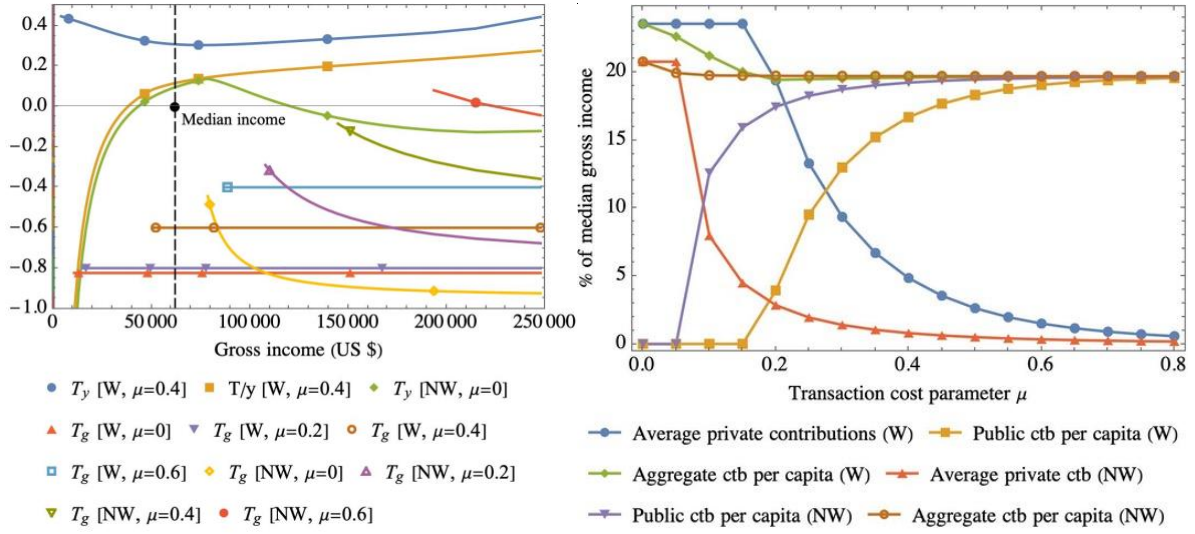 0.4
0.2
0.0
−0.2
−0.4
−0.6
−0.8
−1.0
Median income
0
50 000
100 000
150 000
200 000
250 000
Gross income (US $)
T_y [W, μ=0.4]
T/y [W, μ=0.4]
T_y [NW, μ=0]
T_g [W, μ=0]
T_g [W, μ=0.2]
T_g [W, μ=0.4]
T_g [W, μ=0.6]
T_g [NW, μ=0]
T_g [NW, μ=0.2]
T_g [NW, μ=0.4]
T_g [NW, μ=0.6]
% of median gross income
20
15
10
5
0
0.0
0.2
0.4
0.6
0.8
Transaction cost parameter μ
Average private contributions (W)
Public ctb per capita (W)
Aggregate ctb per capita (W)
Average private ctb (NW)
Public ctb per capita (NW)
Aggregate ctb per capita (NW)